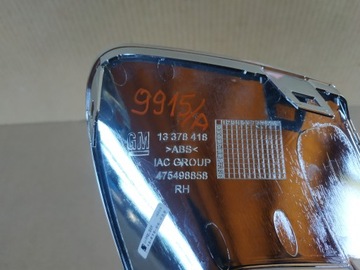 9915/A
GM
13 378 418
>ABS<
IAC GROUP
475498858
RH